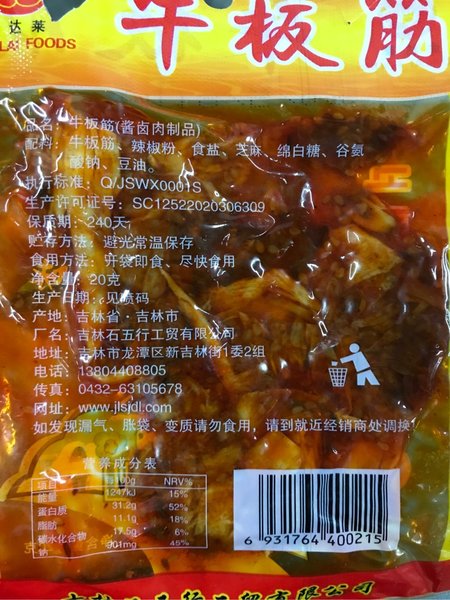 达莱
LAI FOODS
牛板筋
品名：牛板筋(酱卤肉制品)
配料：牛板筋、辣椒粉、食盐、芝麻、绵白糖、谷氨
酸钠、豆油。
执行标准：Q/JSWX0001S
生产许可证号：SC12522020306309
保质期：240天
贮存方法：避光常温保存
食用方法：开袋即食、尽快食用
净含量：20克
生产日期：见喷码
产地：吉林省·吉林市
厂名：吉林石五行工贸有限公司
地址：吉林市龙潭区新吉林街1委2组
电话：13804408805
传真：0432-63105678
网址：www.jlsjdl.com
如发现漏气、胀袋、变质请勿食用，请到就近经销商处调换！
营养成分表
项目 100g NRV%
能量 1247kJ 15%
蛋白质 31.2g 52%
脂肪 11.1g 18%
碳水化合物 17.5g 6%
钠 901mg 45%
6 931764 400215